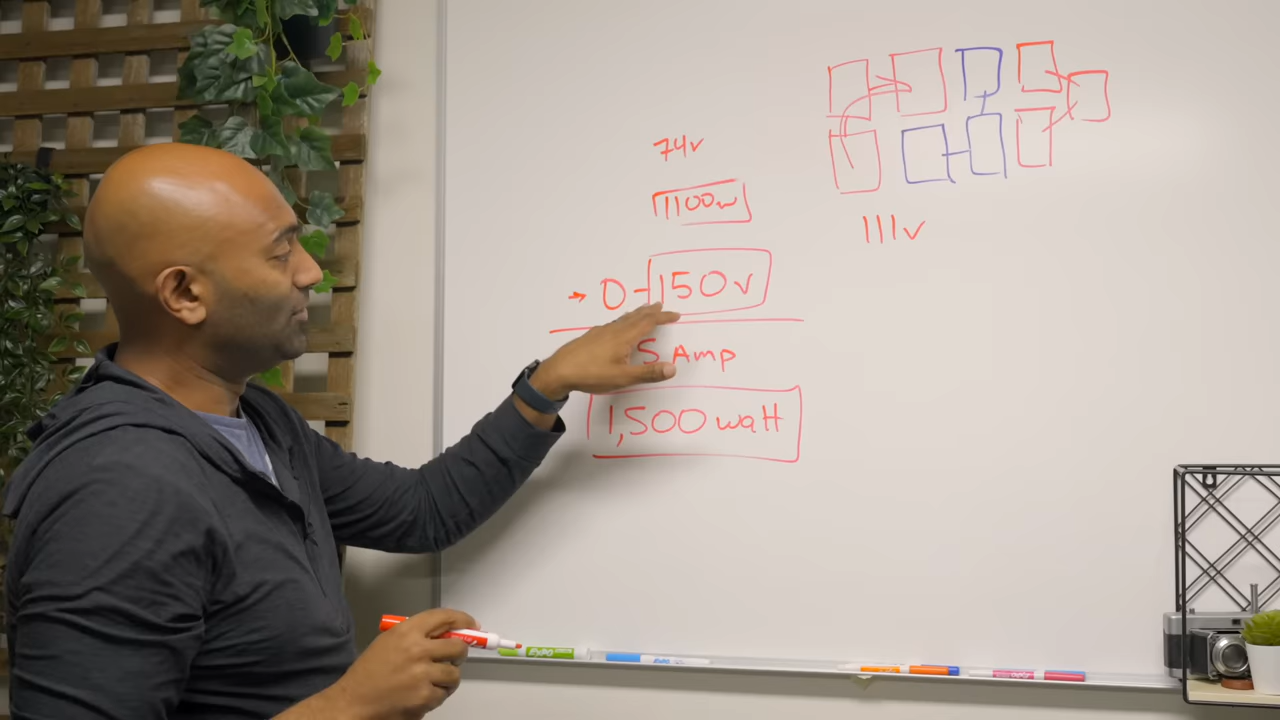 74v
1100w
→ 0-150v
5 Amp
1,500 watt
111v
EXPO